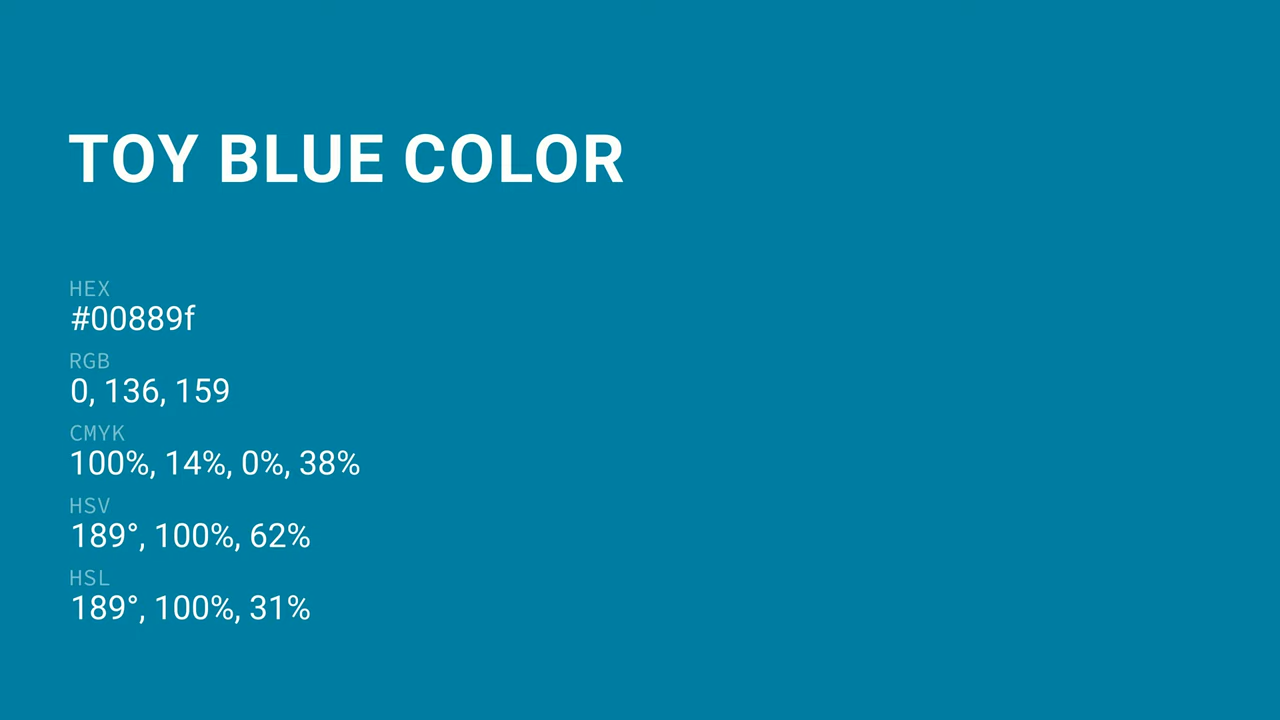 TOY BLUE COLOR
HEX
#00889f
RGB
0, 136, 159
CMYK
100%, 14%, 0%, 38%
HSV
189°, 100%, 62%
HSL
189°, 100%, 31%